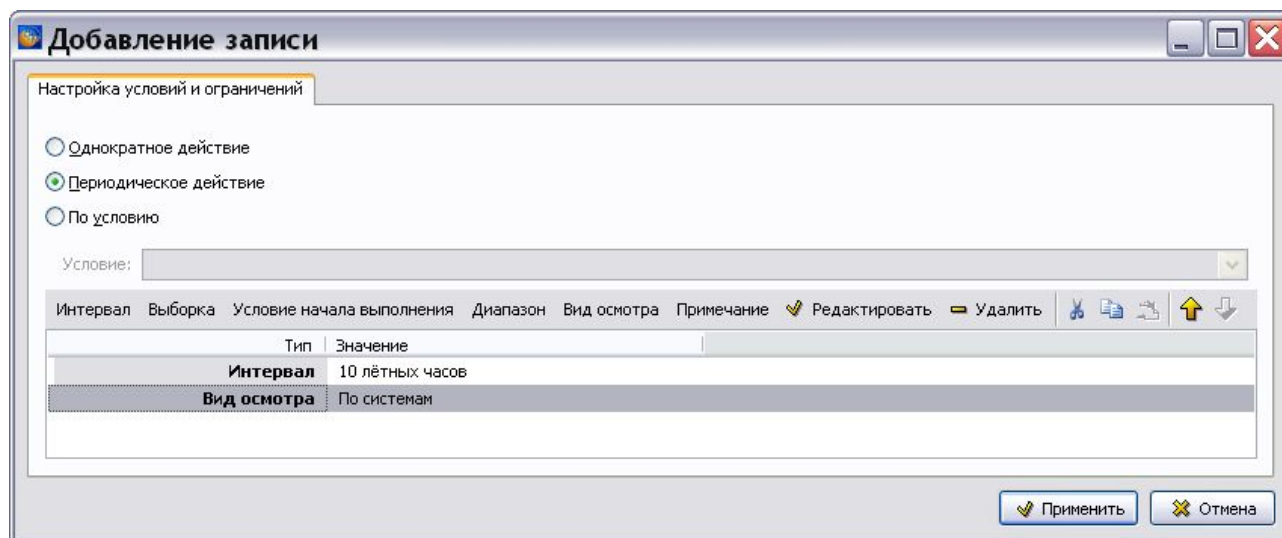 Добавление записи
Настройка условий и ограничений
Однократное действие
Периодическое действие
По условию
Условие:
Интервал Выборка Условие начала выполнения Диапазон Вид осмотра Примечание Редактировать Удалить
Тип Значение
Интервал 10 лётных часов
Вид осмотра По системам
Применить Отмена